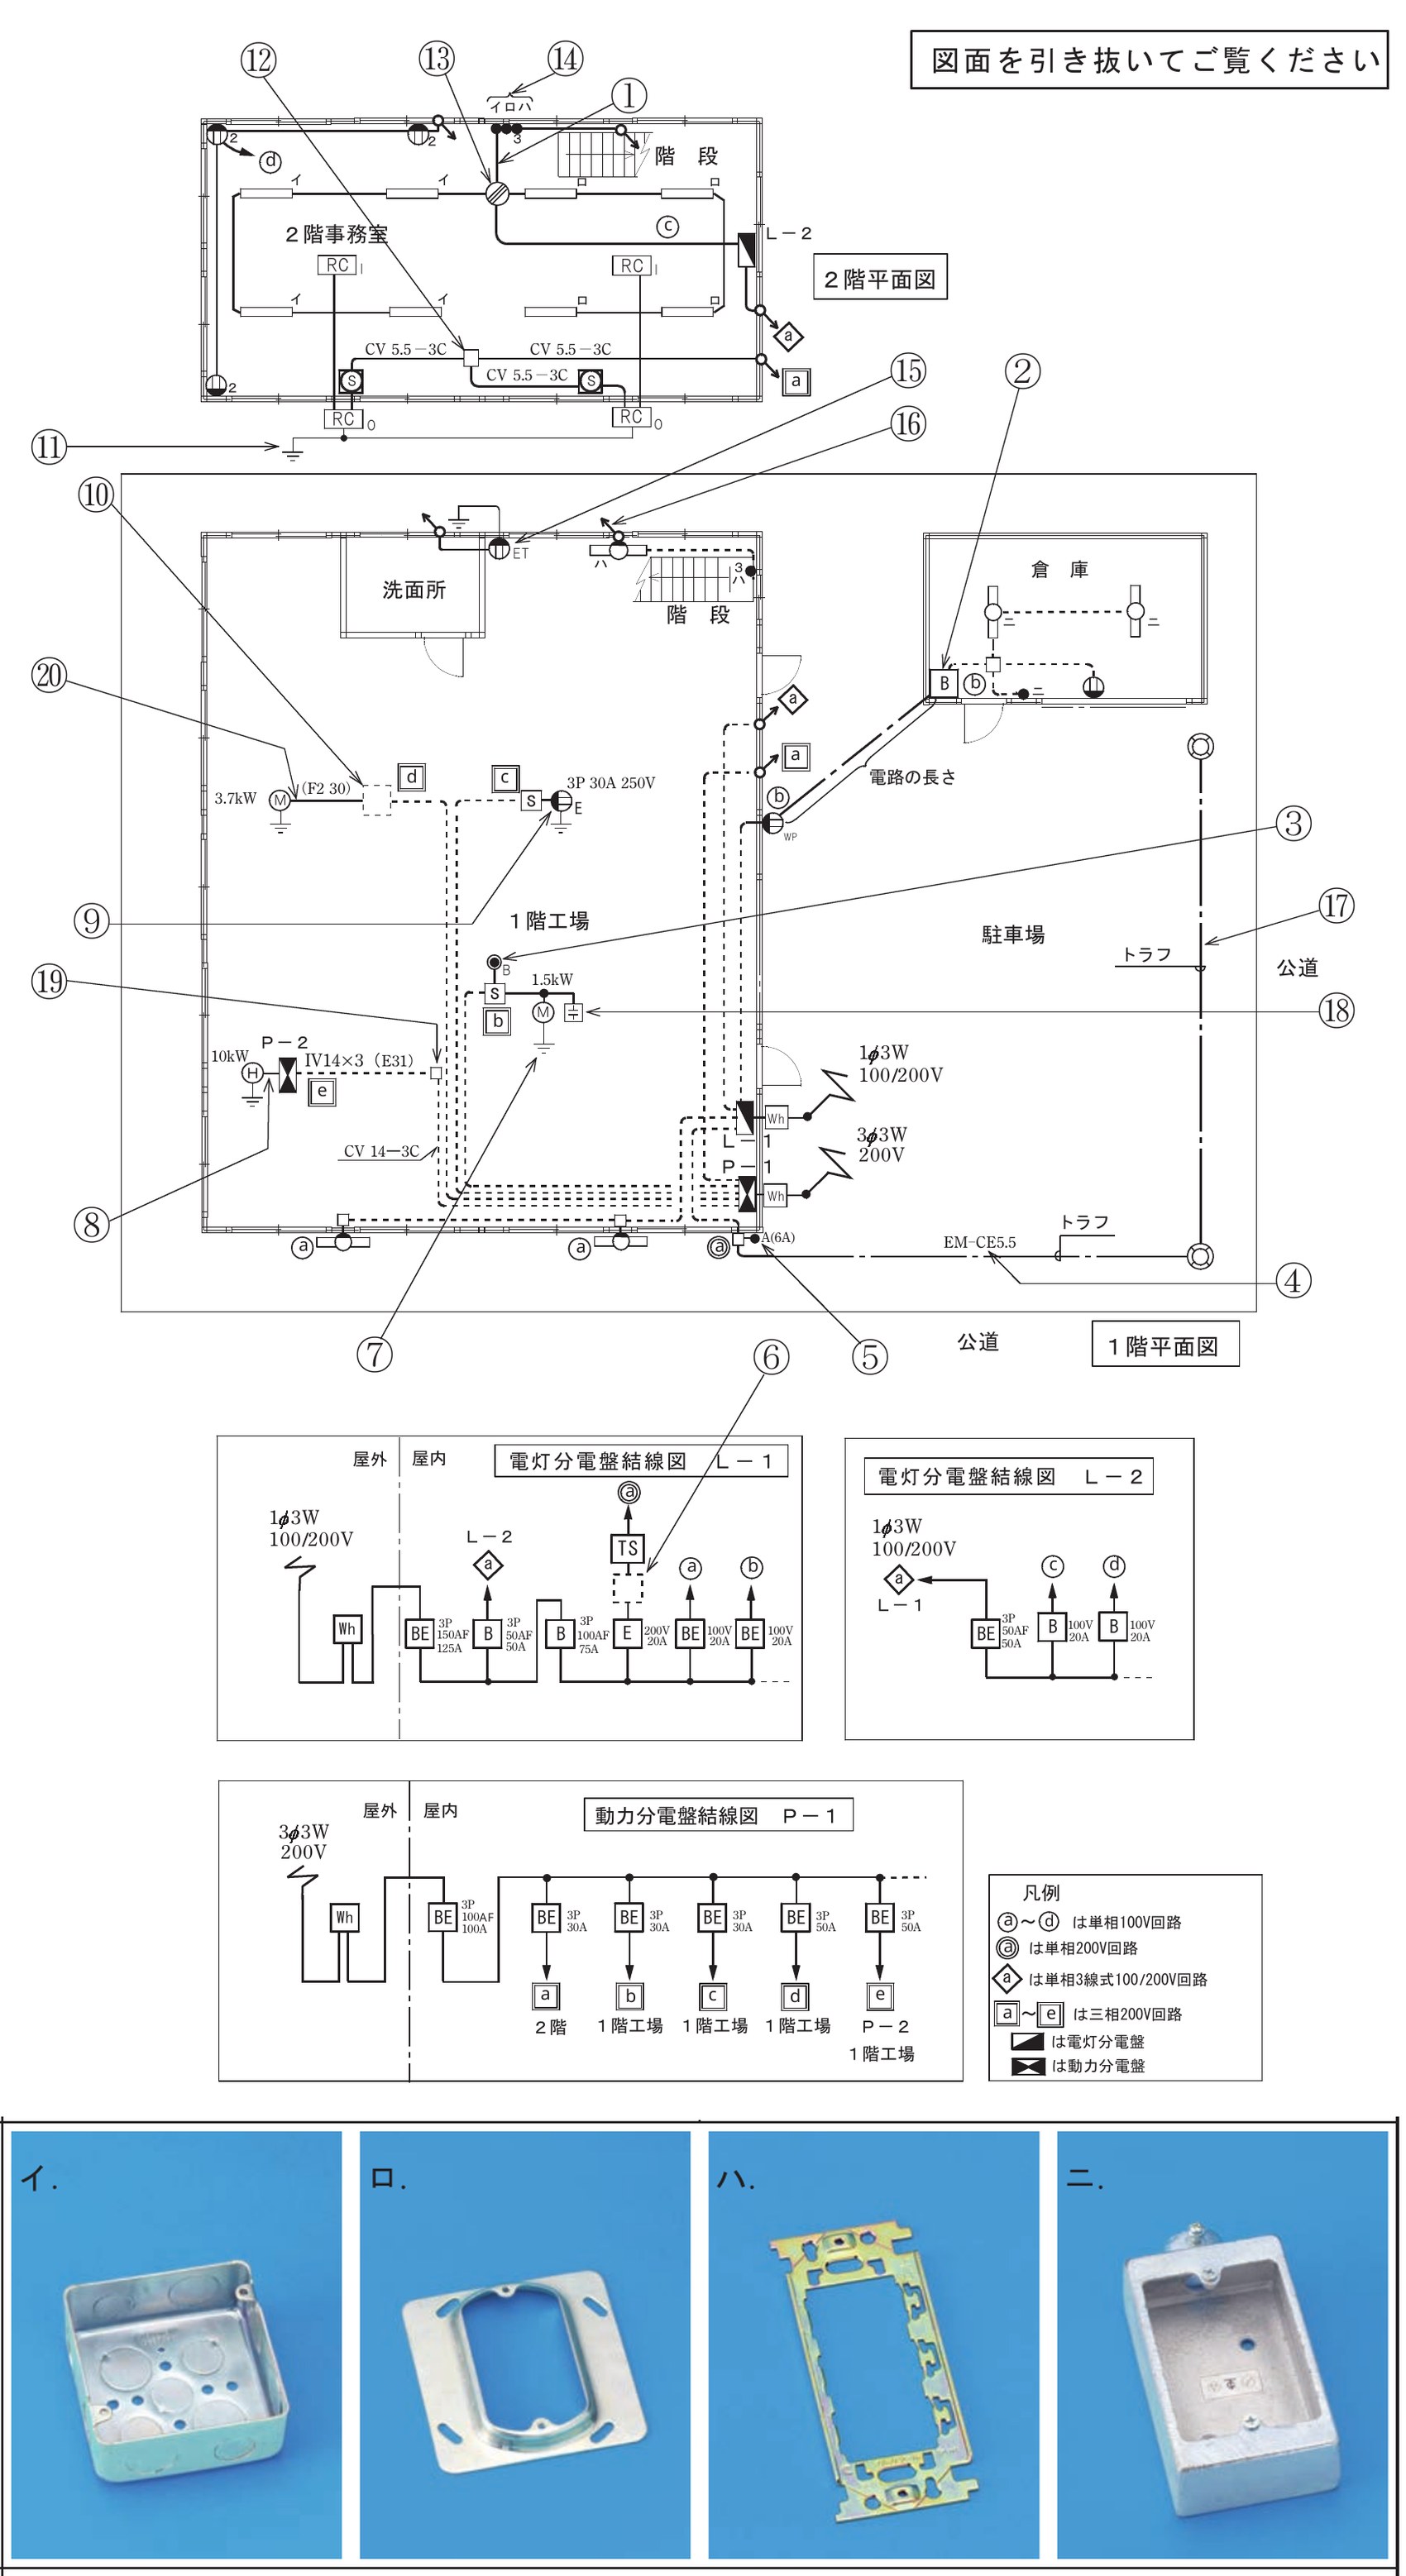 図面を引き抜いてご覧ください
⑫
⑬
⑭
①
イロハ
2
2
3
ⓓ
階 段
イ
イ
ロ
ロ
ⓒ
2階事務室
L－2
RC I
RC I
2階平面図
イ
イ
ロ
ロ
a
CV 5.5－3C
CV 5.5－3C
CV 5.5－3C
S
S
a
2
RC O
RC O
⑮
②
⑯
⑪
⑩
ET
ハ
3
ハ
洗面所
階 段
倉 庫
ニ
ニ
B
ⓑ
ニ
⑳
a
a
電路の長さ
d
c
3P 30A 250V
3.7kW
M
(F2 30)
S
E
ⓑ
WP
③
⑨
1階工場
駐車場
⑰
トラフ
公道
⑲
B
1.5kW
S
M
b
⑱
P－2
10kW
H
IV14×3（E31）
e
1ϕ3W
100/200V
Wh
L－1
3ϕ3W
200V
P－1
Wh
CV 14－3C
⑧
トラフ
ⓐ
ⓐ
ⓐ
A(6A)
EM−CE5.5
④
⑦
⑥
⑤
公道
1階平面図
屋外
屋内
電灯分電盤結線図 L－1
電灯分電盤結線図 L－2
ⓐ
1ϕ3W
100/200V
L－2
a
TS
ⓐ
ⓑ
Wh
BE
3P
150AF
125A
B
3P
50AF
50A
B
3P
100AF
75A
E
200V
20A
BE
100V
20A
BE
100V
20A
1ϕ3W
100/200V
a
L－1
ⓒ
ⓓ
BE
3P
50AF
50A
B
100V
20A
B
100V
20A
屋外
屋内
動力分電盤結線図 P－1
3ϕ3W
200V
Wh
BE
3P
100AF
100A
BE
3P
30A
BE
3P
30A
BE
3P
30A
BE
3P
50A
BE
3P
50A
a
b
c
d
e
2階
1階工場
1階工場
1階工場
P－2
1階工場
凡例
ⓐ～ⓓ は単相100V回路
ⓐ は単相200V回路
a は単相3線式100/200V回路
a～e は三相200V回路
は電灯分電盤
は動力分電盤
イ.
ロ.
ハ.
ニ.